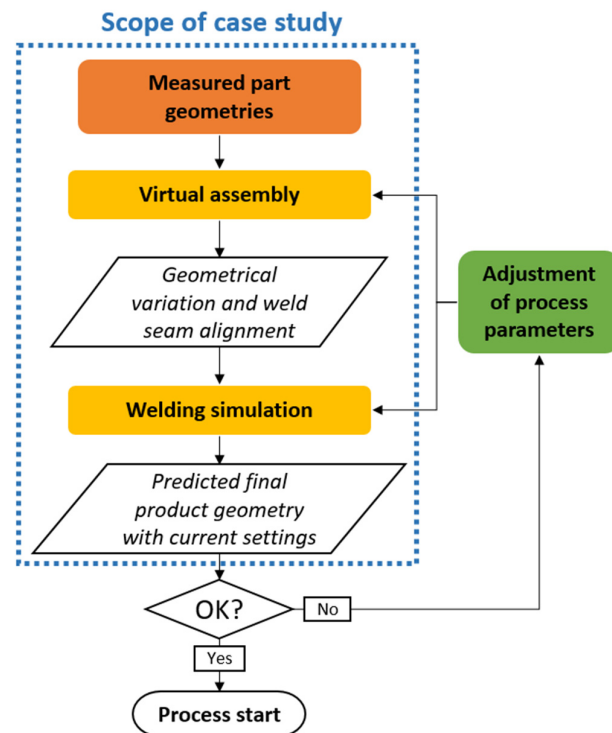 Scope of case study
Measured part
geometries
Virtual assembly
Geometrical
variation and weld
seam alignment
Adjustment
of process
parameters
Welding simulation
Predicted final
product geometry
with current settings
OK?
No
Yes
Process start